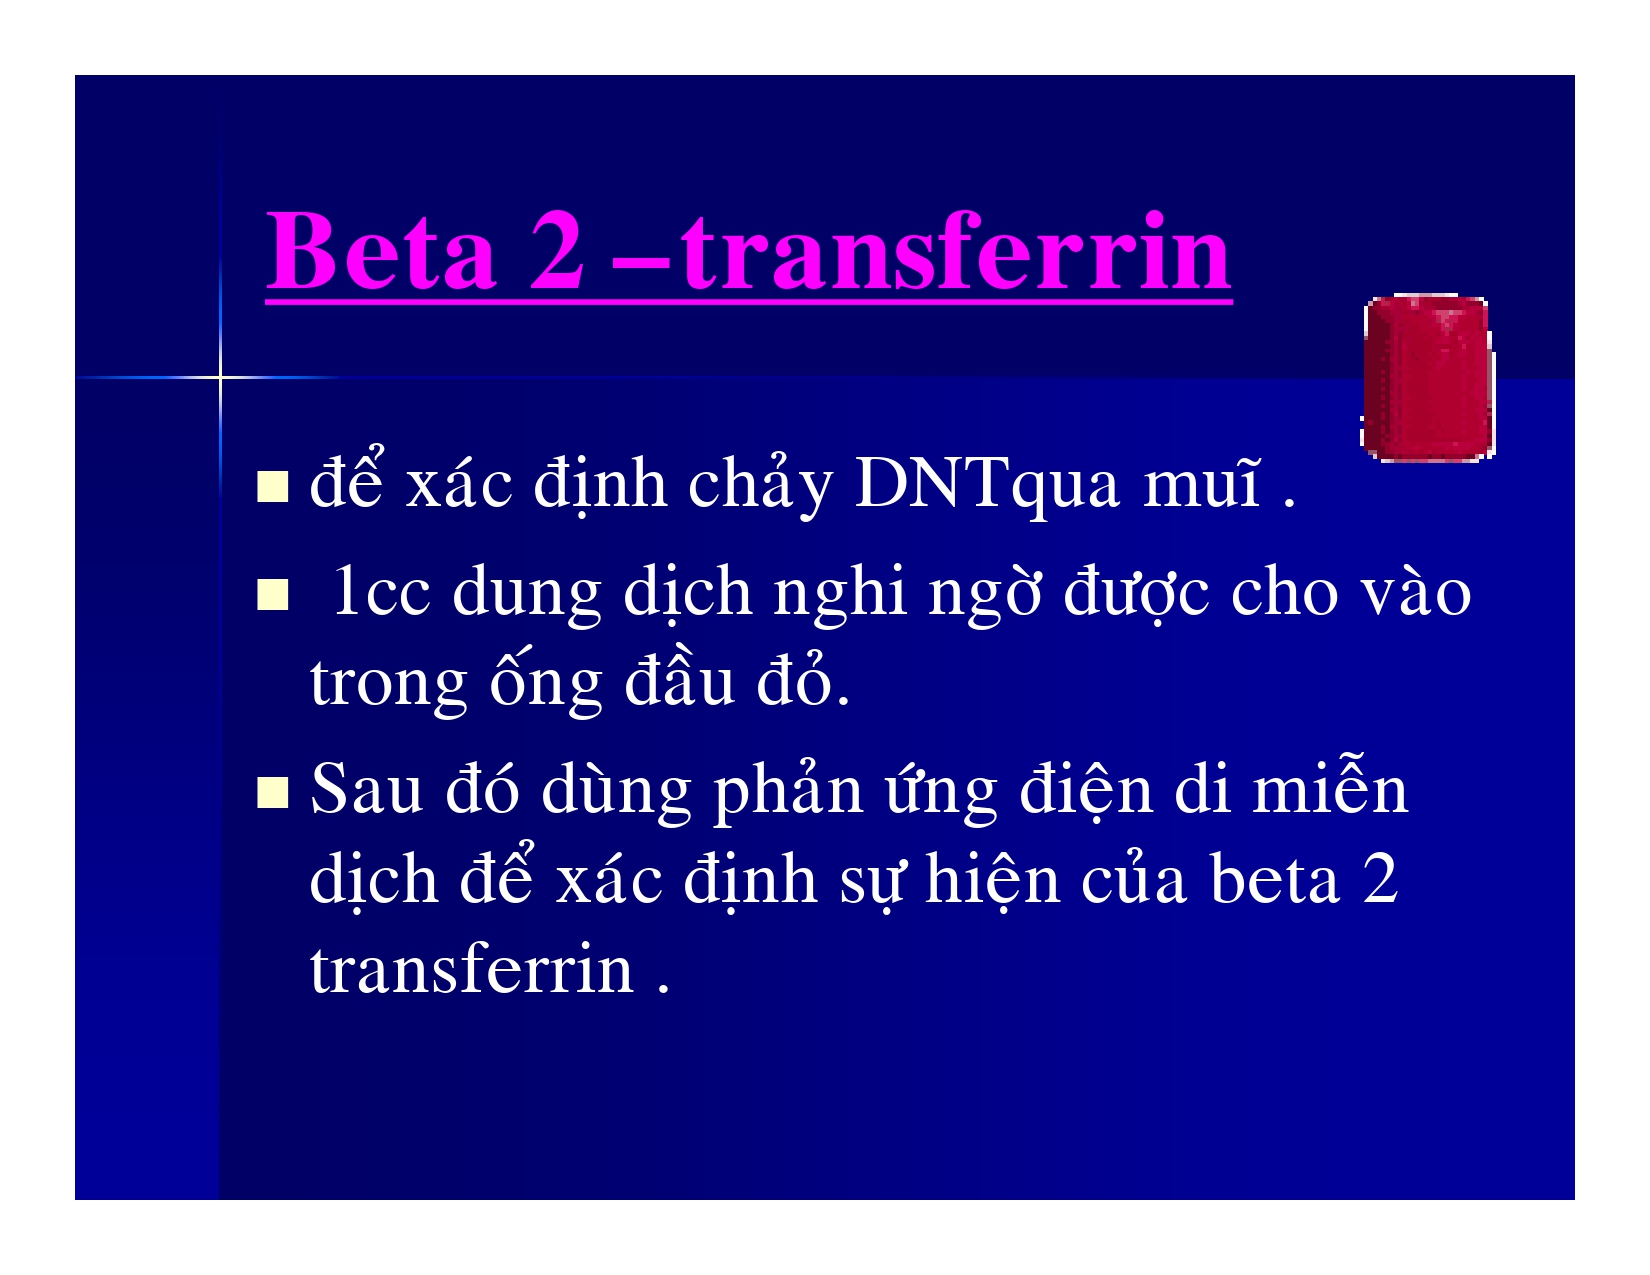 Beta 2 –transferrin
để xác định chảy DNTqua muĩ .
1cc dung dịch nghi ngờ được cho vào
trong ống đầu đỏ.
Sau đó dùng phản ứng điện di miễn
dịch để xác định sự hiện của beta 2
transferrin .